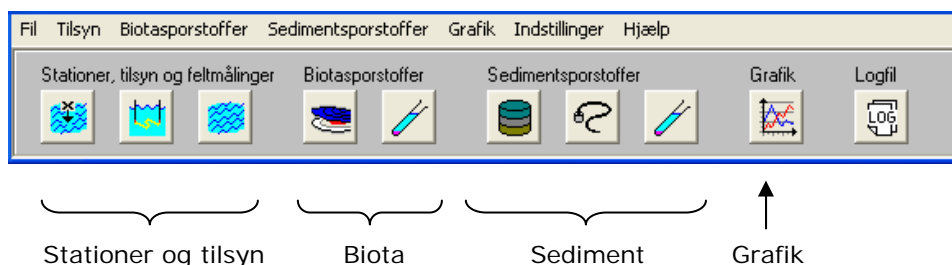 Fil Tilsyn Biotasporstoffer Sedimentsporstoffer Grafik Indstillinger Hjælp
Stationer, tilsyn og feltmålinger Biotasporstoffer Sedimentsporstoffer Grafik Logfil
LOG
Stationer og tilsyn Biota Sediment Grafik